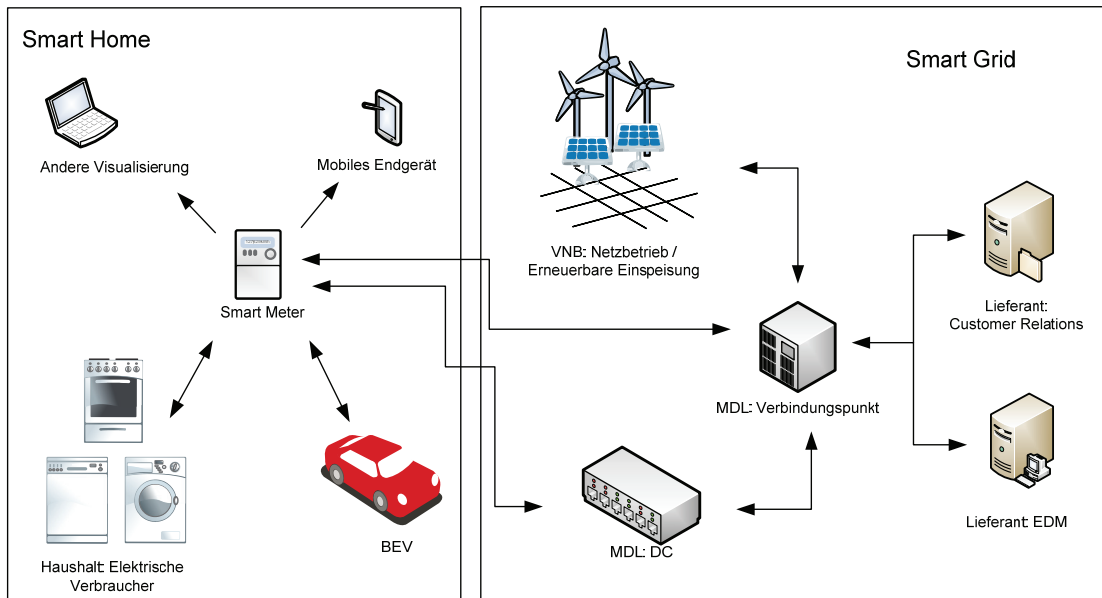 Smart Home
Andere Visualisierung
Mobiles Endgerät
Smart Meter
Haushalt: Elektrische
Verbraucher
BEV
Smart Grid
VNB: Netzbetrieb /
Erneuerbare Einspeisung
Lieferant:
Customer Relations
MDL: Verbindungspunkt
MDL: DC
Lieferant: EDM